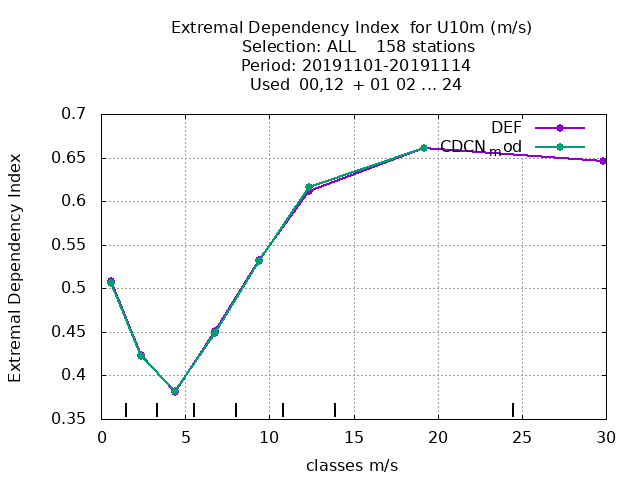 Extremal Dependency Index for U10m (m/s)
Selection: ALL 158 stations
Period: 20191101-20191114
Used 00,12 + 01 02 ... 24
DEF
CDCN_mod
0.7
0.65
0.6
0.55
0.5
0.45
0.4
0.35
0 5 10 15 20 25 30
Extremal Dependency Index
classes m/s